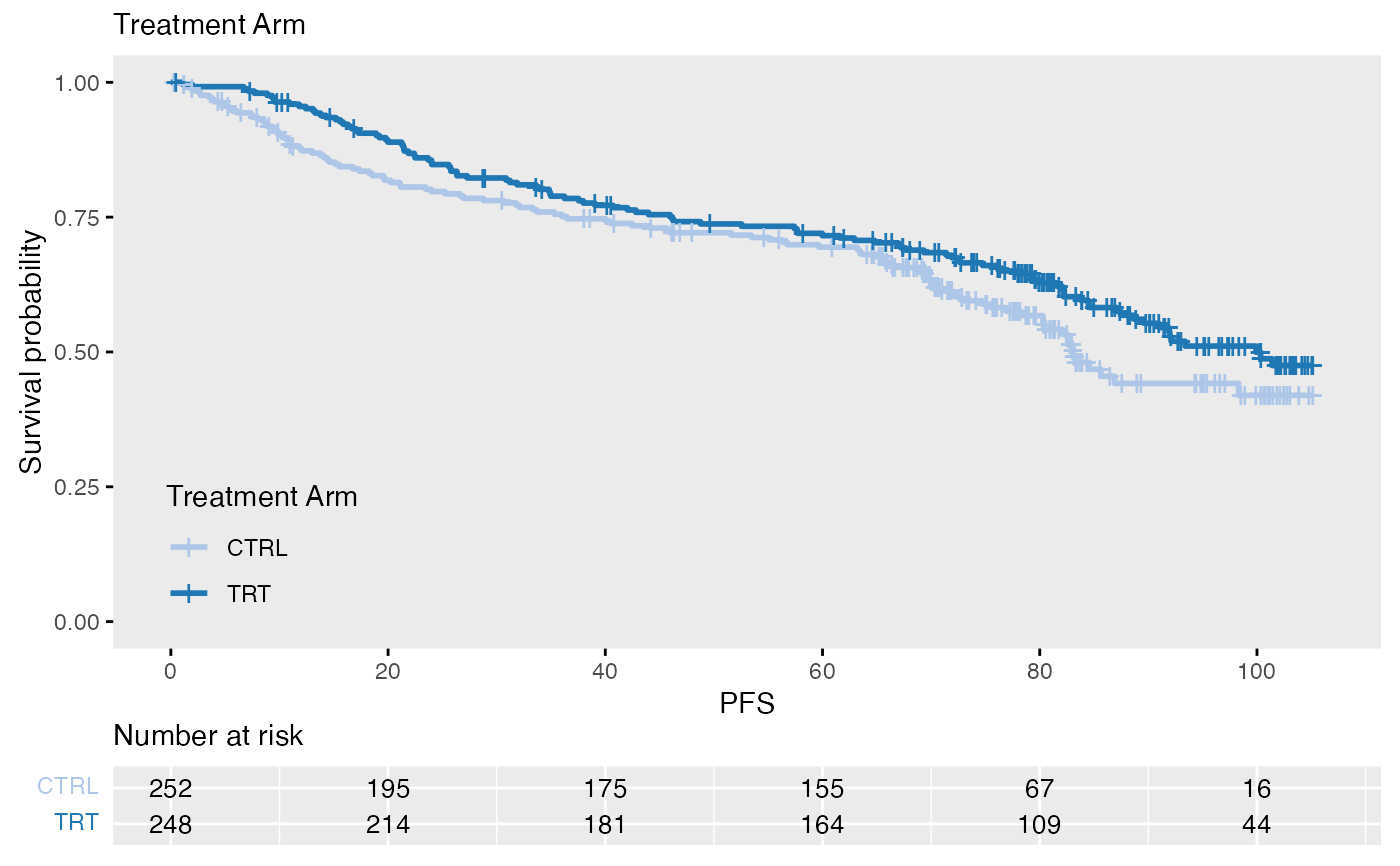 Treatment Arm
1.00
0.75
0.50
0.25
0.00
Survival probability
Treatment Arm
CTRL
TRT
0 20 40 60 80 100
PFS
Number at risk
CTRL 252 195 175 155 67 16
TRT 248 214 181 164 109 44